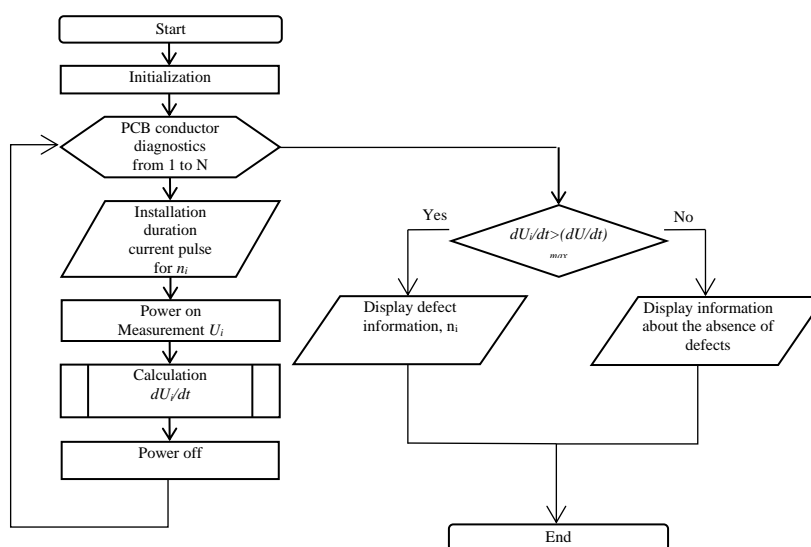 Start
Initialization
PCB conductor
diagnostics
from 1 to N
Installation
duration
current pulse
for nᵢ
Power on
Measurement Uᵢ
Calculation
dUᵢ/dt
Power off
Yes
No
dUᵢ/dt>(dU/dt)
max
Display defect
information, nᵢ
Display information
about the absence of
defects
End